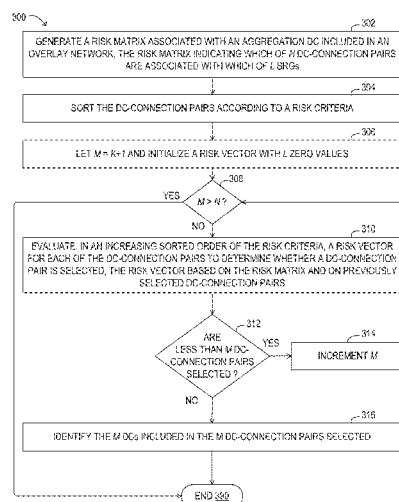 300
302
GENERATE A RISK MATRIX ASSOCIATED WITH AN AGGREGATION DC INCLUDED IN AN
OVERLAY NETWORK, THE RISK MATRIX INDICATING WHICH OF N DC-CONNECTION PAIRS
ARE ASSOCIATED WITH WHICH OF L SRGs
304
SORT THE DC-CONNECTION PAIRS ACCORDING TO A RISK CRITERIA
306
LET M = K+1 AND INITIALIZE A RISK VECTOR WITH L ZERO VALUES
308
YES
M > N ?
NO
310
EVALUATE, IN AN INCREASING SORTED ORDER OF THE RISK CRITERIA, A RISK VECTOR
FOR EACH OF THE DC-CONNECTION PAIRS TO DETERMINE WHETHER A DC-CONNECTION
PAIR IS SELECTED, THE RISK VECTOR BASED ON THE RISK MATRIX AND ON PREVIOUSLY
SELECTED DC-CONNECTION PAIRS
312
314
ARE
LESS THAN M DC-
CONNECTION PAIRS
SELECTED ?
YES
INCREMENT M
NO
316
IDENTIFY THE M DCs INCLUDED IN THE M DC-CONNECTION PAIRS SELECTED
END 300